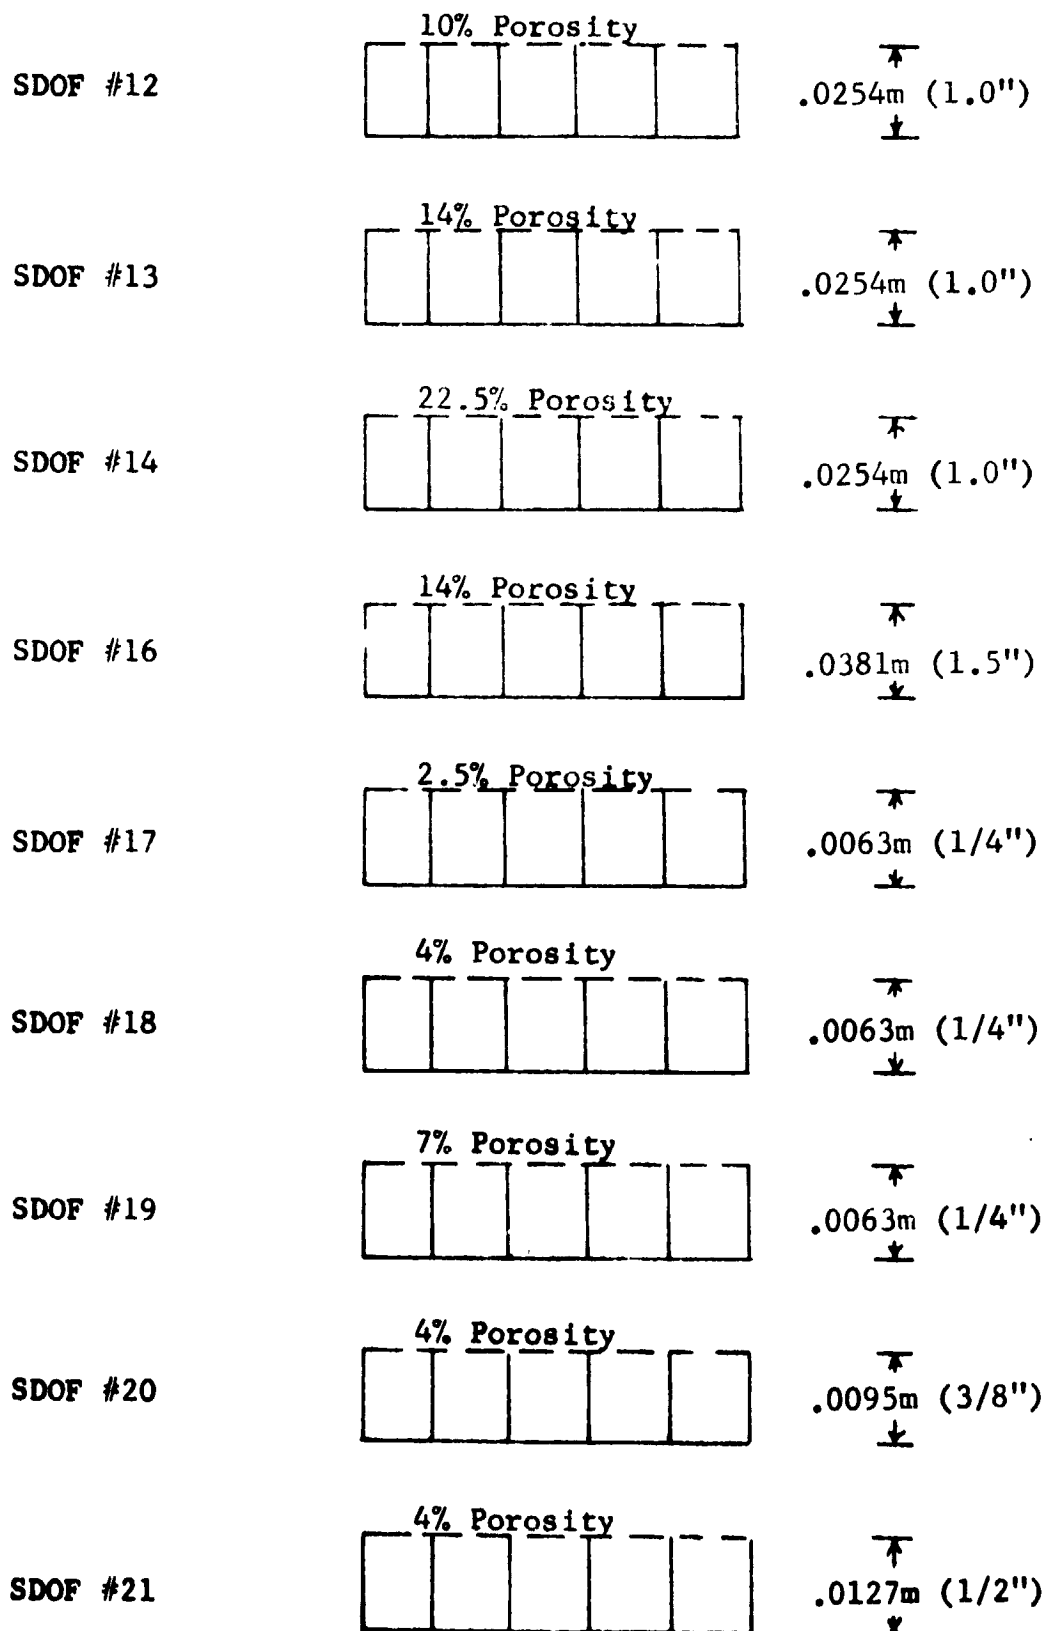 10% Porosity
SDOF #12
.0254m (1.0")
14% Porosity
SDOF #13
.0254m (1.0")
22.5% Porosity
SDOF #14
.0254m (1.0")
14% Porosity
SDOF #16
.0381m (1.5")
2.5% Porosity
SDOF #17
.0063m (1/4")
4% Porosity
SDOF #18
.0063m (1/4")
7% Porosity
SDOF #19
.0063m (1/4")
4% Porosity
SDOF #20
.0095m (3/8")
4% Porosity
SDOF #21
.0127m (1/2")